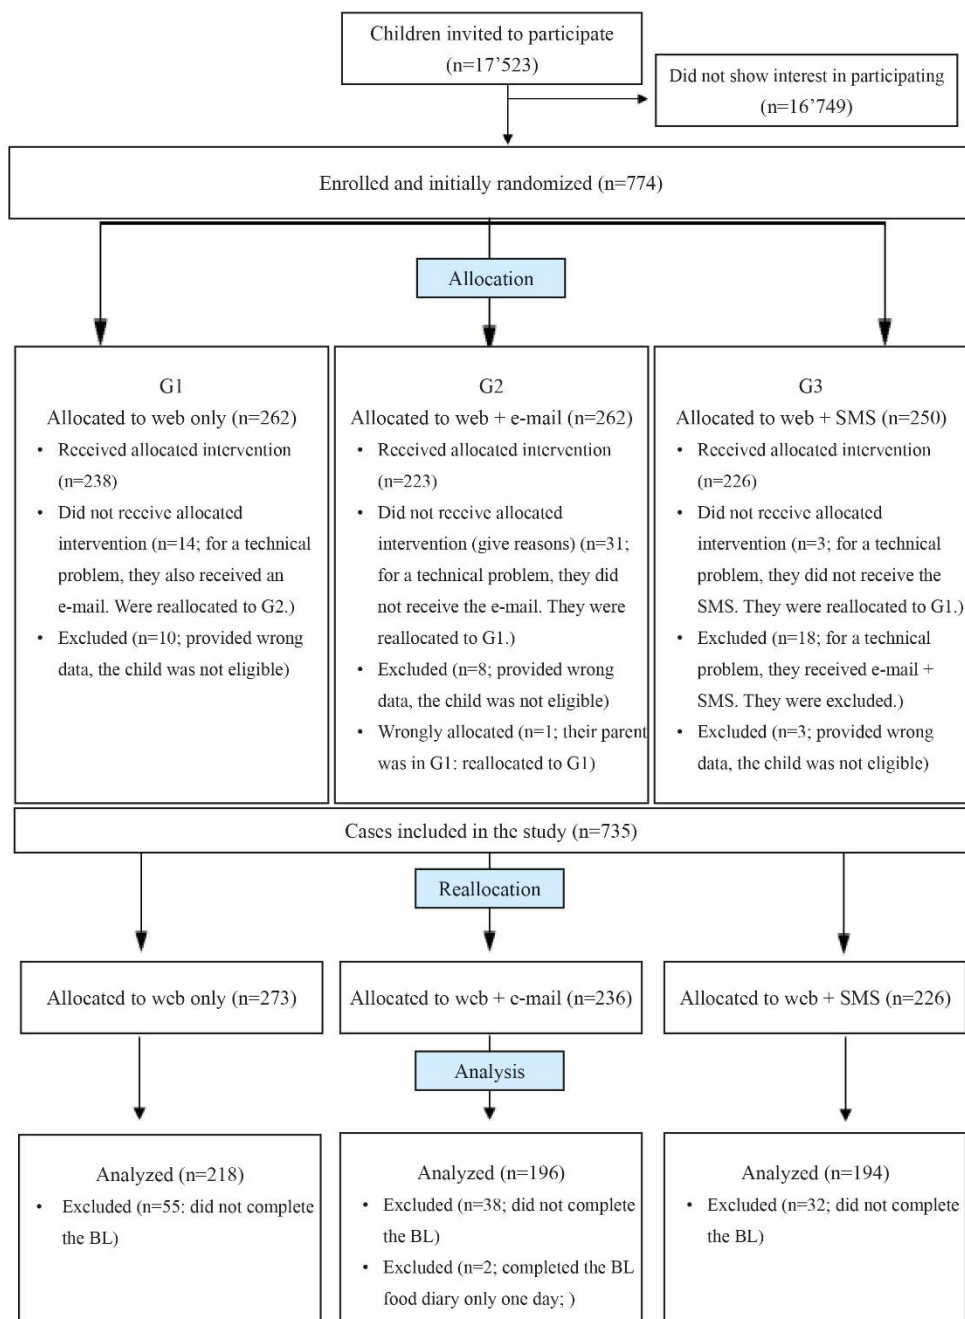 Children invited to participate
(n=17'523)
Did not show interest in participating
(n=16'749)
Enrolled and initially randomized (n=774)
Allocation
G1
Allocated to web only (n=262)
• Received allocated intervention
(n=238)
• Did not receive allocated
intervention (n=14; for a technical
problem, they also received an
e-mail. Were reallocated to G2.)
• Excluded (n=10; provided wrong
data, the child was not eligible)
G2
Allocated to web + e-mail (n=262)
• Received allocated intervention
(n=223)
• Did not receive allocated
intervention (give reasons) (n=31;
for a technical problem, they did
not receive the e-mail. They were
reallocated to G1.)
• Excluded (n=8; provided wrong
data, the child was not eligible)
• Wrongly allocated (n=1; their parent
was in G1: reallocated to G1)
G3
Allocated to web + SMS (n=250)
• Received allocated intervention
(n=226)
• Did not receive allocated
intervention (n=3; for a technical
problem, they did not receive the
SMS. They were reallocated to G1.)
• Excluded (n=18; for a technical
problem, they received e-mail +
SMS. They were excluded.)
• Excluded (n=3; provided wrong
data, the child was not eligible)
Cases included in the study (n=735)
Reallocation
Allocated to web only (n=273)
Allocated to web + e-mail (n=236)
Allocated to web + SMS (n=226)
Analysis
Analyzed (n=218)
• Excluded (n=55: did not complete
the BL)
Analyzed (n=196)
• Excluded (n=38; did not complete
the BL)
• Excluded (n=2; completed the BL
food diary only one day; )
Analyzed (n=194)
• Excluded (n=32; did not complete
the BL)